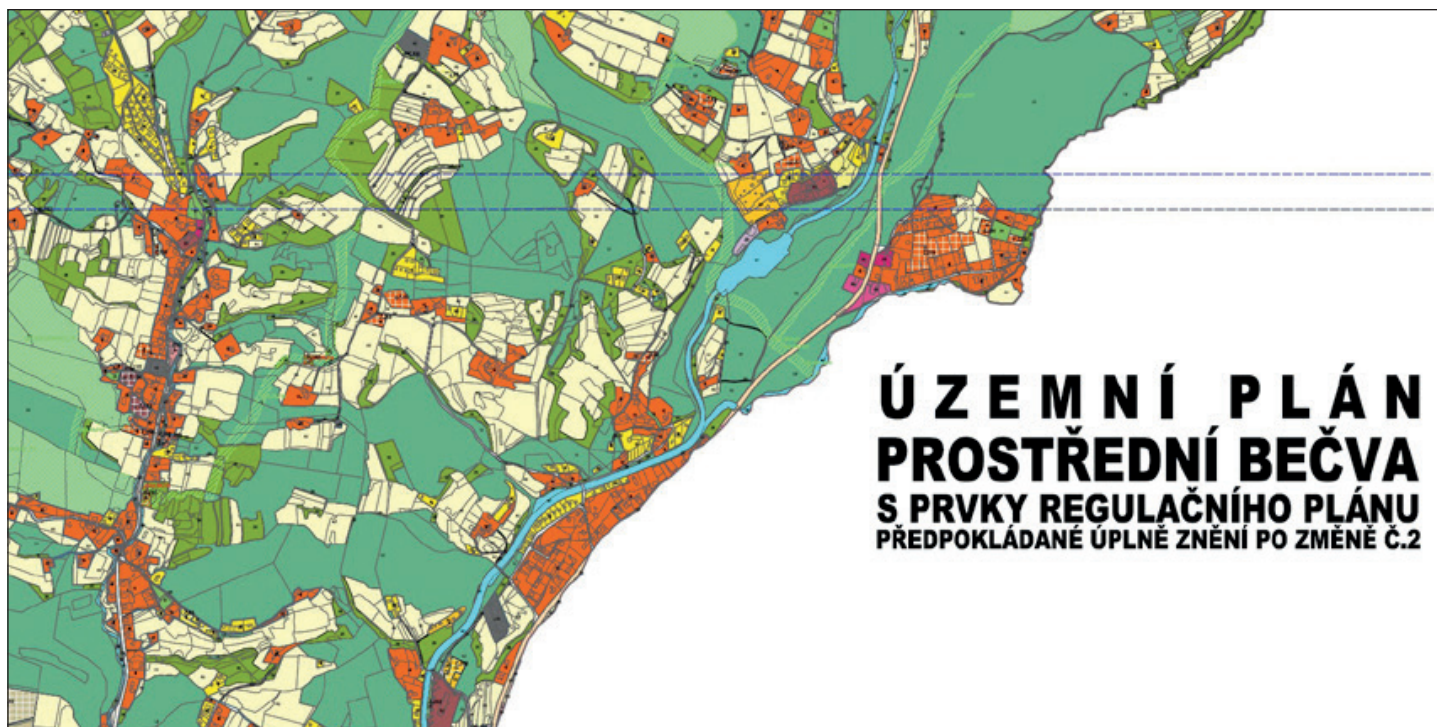 ÚZEMNÍ PLÁN
PROSTŘEDNÍ BEČVA
S PRVKY REGULAČNÍHO PLÁNU
PŘEDPOKLÁDANÉ ÚPLNĚ ZNĚNÍ PO ZMĚNĚ Č.2